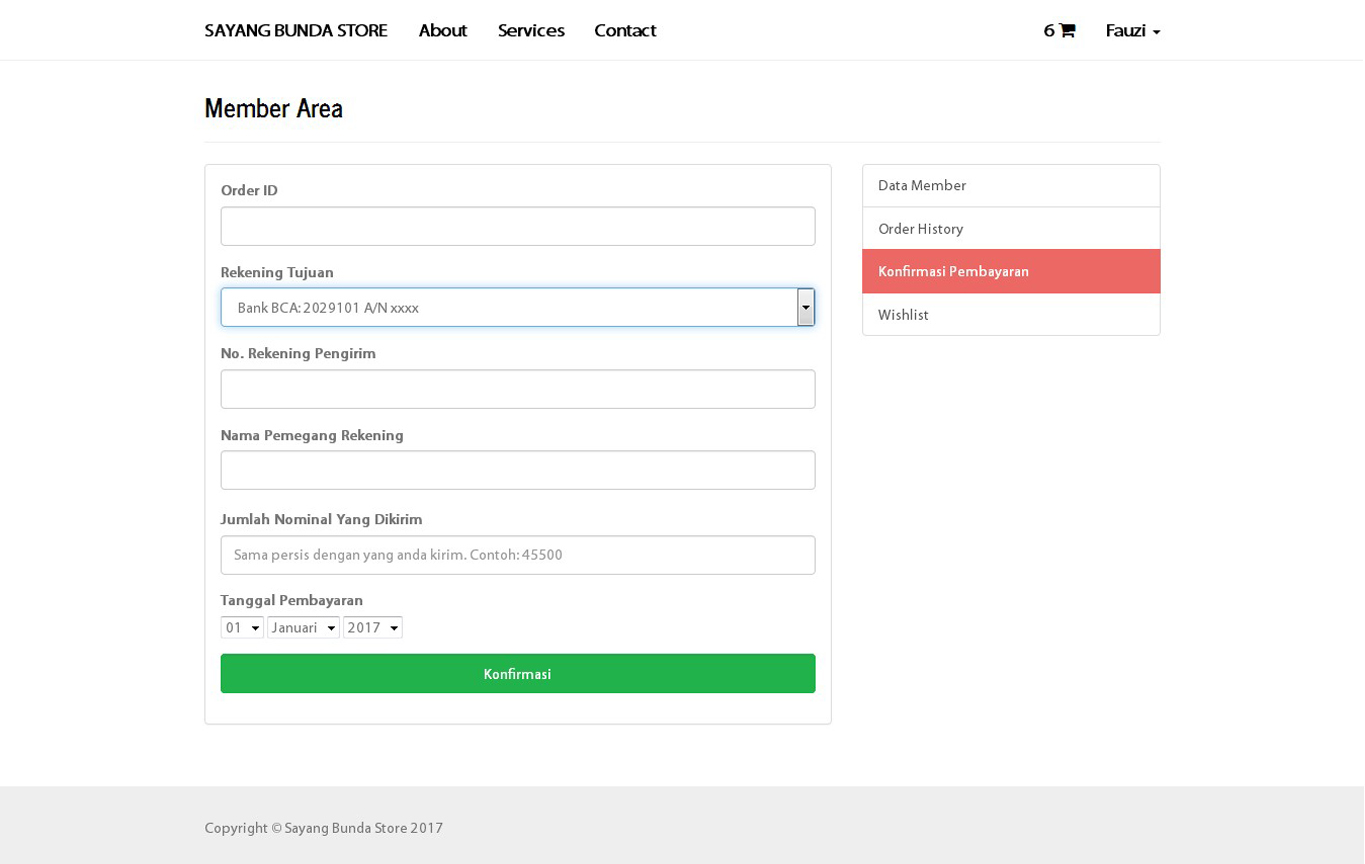 SAYANG BUNDA STORE About Services Contact 6 Fauzi
Member Area
Order ID
Rekening Tujuan
Bank BCA: 2029101 A/N xxxx
No. Rekening Pengirim
Nama Pemegang Rekening
Jumlah Nominal Yang Dikirim
Sama persis dengan yang anda kirim. Contoh: 45500
Tanggal Pembayaran
01 Januari 2017
Konfirmasi
Data Member
Order History
Konfirmasi Pembayaran
Wishlist
Copyright © Sayang Bunda Store 2017